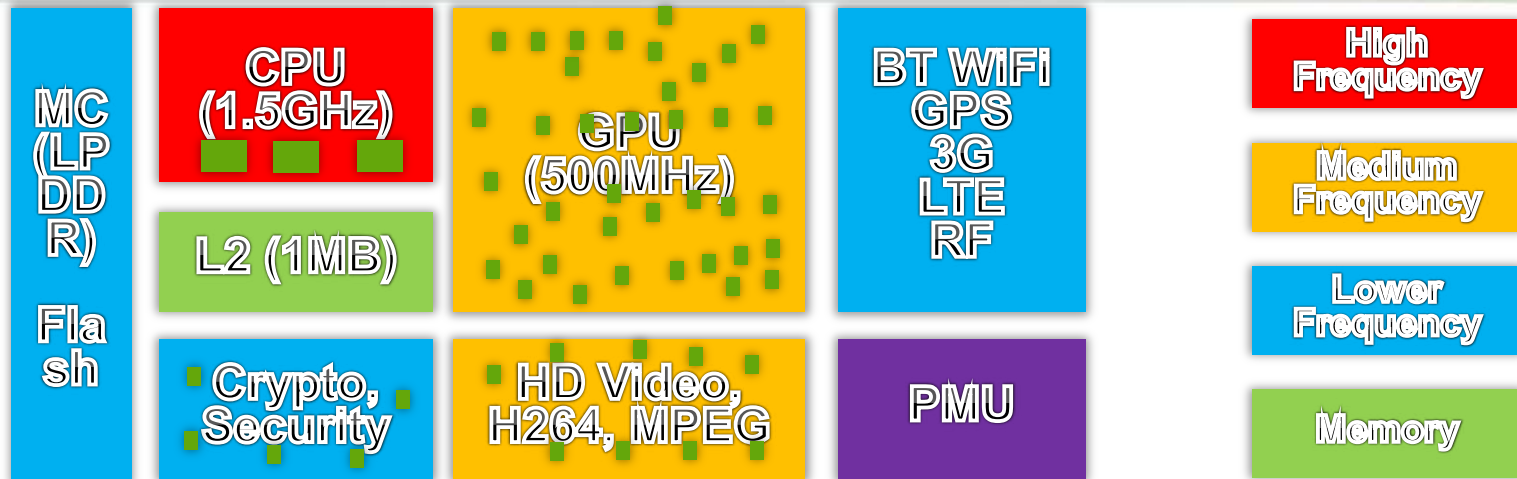 MC
(LP
DD
R)
Fla
sh
CPU
(1.5GHz)
L2 (1MB)
Crypto,
Security
GPU
(500MHz)
HD Video,
H264, MPEG
BT WiFi
GPS
3G
LTE
RF
PMU
High
Frequency
Medium
Frequency
Lower
Frequency
Memory